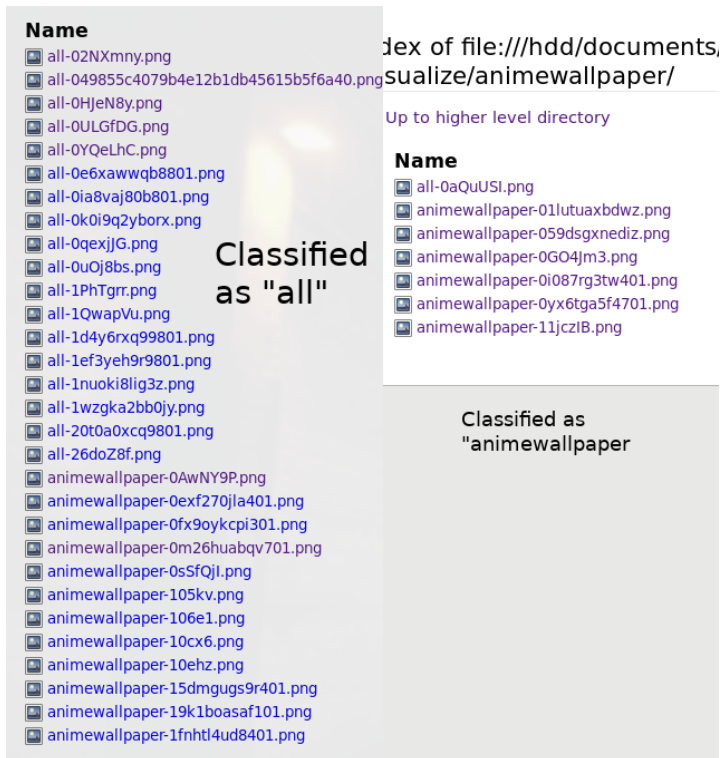 Name
all-02NXmny.png
all-049855c4079b4e12b1db45615b5f6a40.png
all-0HJeN8y.png
all-0ULGfDG.png
all-0YQeLhC.png
all-0e6xawwqb8801.png
all-0ia8vaj80b801.png
all-0k0i9q2yborx.png
all-0qexjJG.png
all-0uOj8bs.png
all-1PhTgrr.png
all-1QwapVu.png
all-1d4y6rxq99801.png
all-1ef3yeh9r9801.png
all-1nuoki8lig3z.png
all-1wzgka2bb0jy.png
all-20t0a0xcq9801.png
all-26doZ8f.png
animewallpaper-0AwNY9P.png
animewallpaper-0exf270jla401.png
animewallpaper-0fx9oykcpi301.png
animewallpaper-0m26huabqv701.png
animewallpaper-0sSfQjI.png
animewallpaper-105kv.png
animewallpaper-106e1.png
animewallpaper-10cx6.png
animewallpaper-10ehz.png
animewallpaper-15dmgugs9r401.png
animewallpaper-19k1boasaf101.png
animewallpaper-1fnhtl4ud8401.png
Classified
as "all"
dex of file:///hdd/documents/
sualize/animewallpaper/
Up to higher level directory
Name
all-0aQuUSI.png
animewallpaper-01lutuaxbdwz.png
animewallpaper-059dsgxnediz.png
animewallpaper-0GO4Jm3.png
animewallpaper-0i087rg3tw401.png
animewallpaper-0yx6tga5f4701.png
animewallpaper-11jczIB.png
Classified as
"animewallpaper